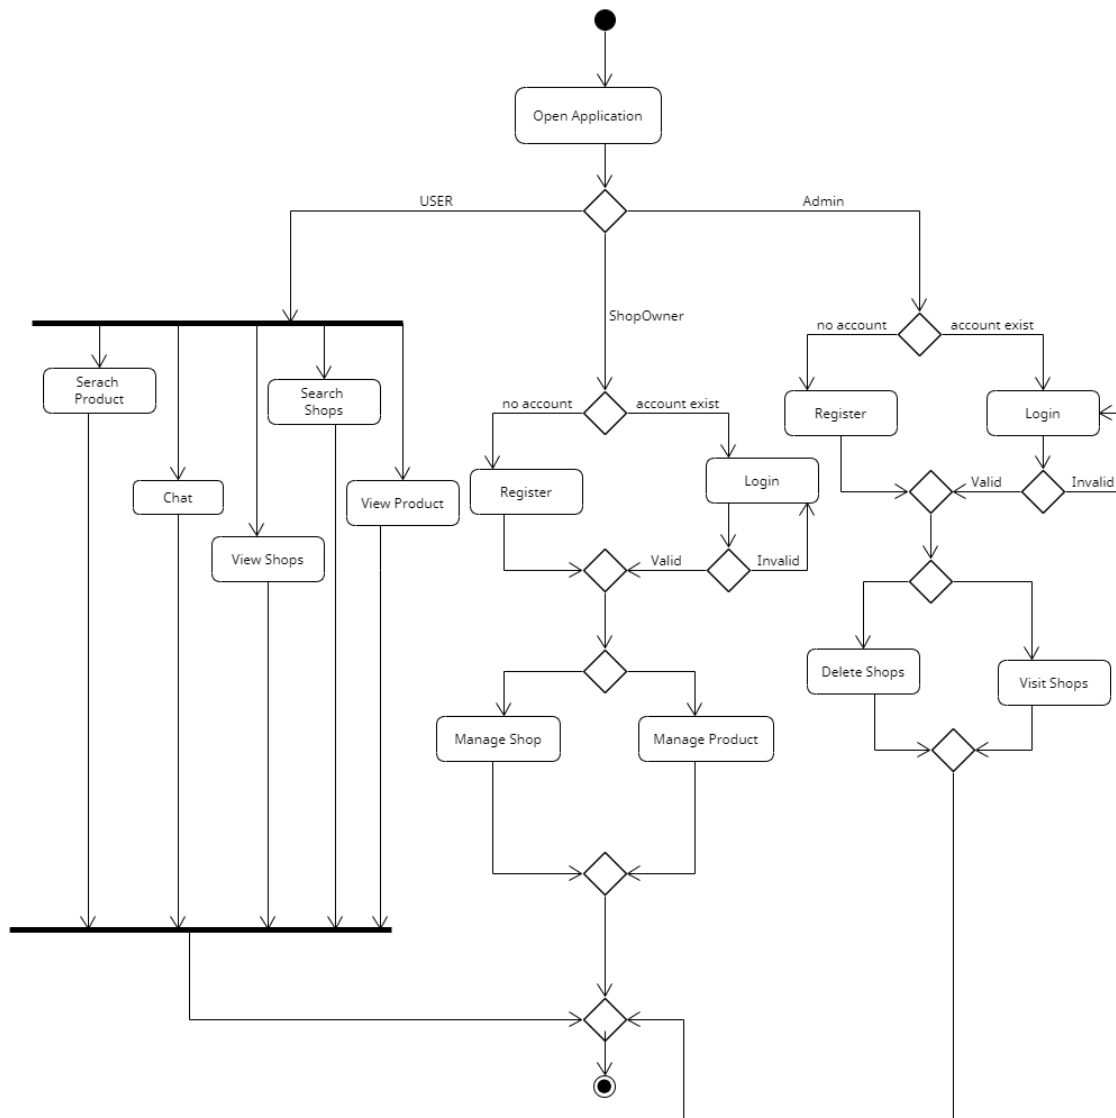 Open Application
USER
Admin
ShopOwner
no account
account exist
Serach
Product
Search
Shops
Register
Login
no account
account exist
Chat
View Product
Register
Login
Valid
Invalid
View Shops
Valid
Invalid
Delete Shops
Visit Shops
Manage Shop
Manage Product